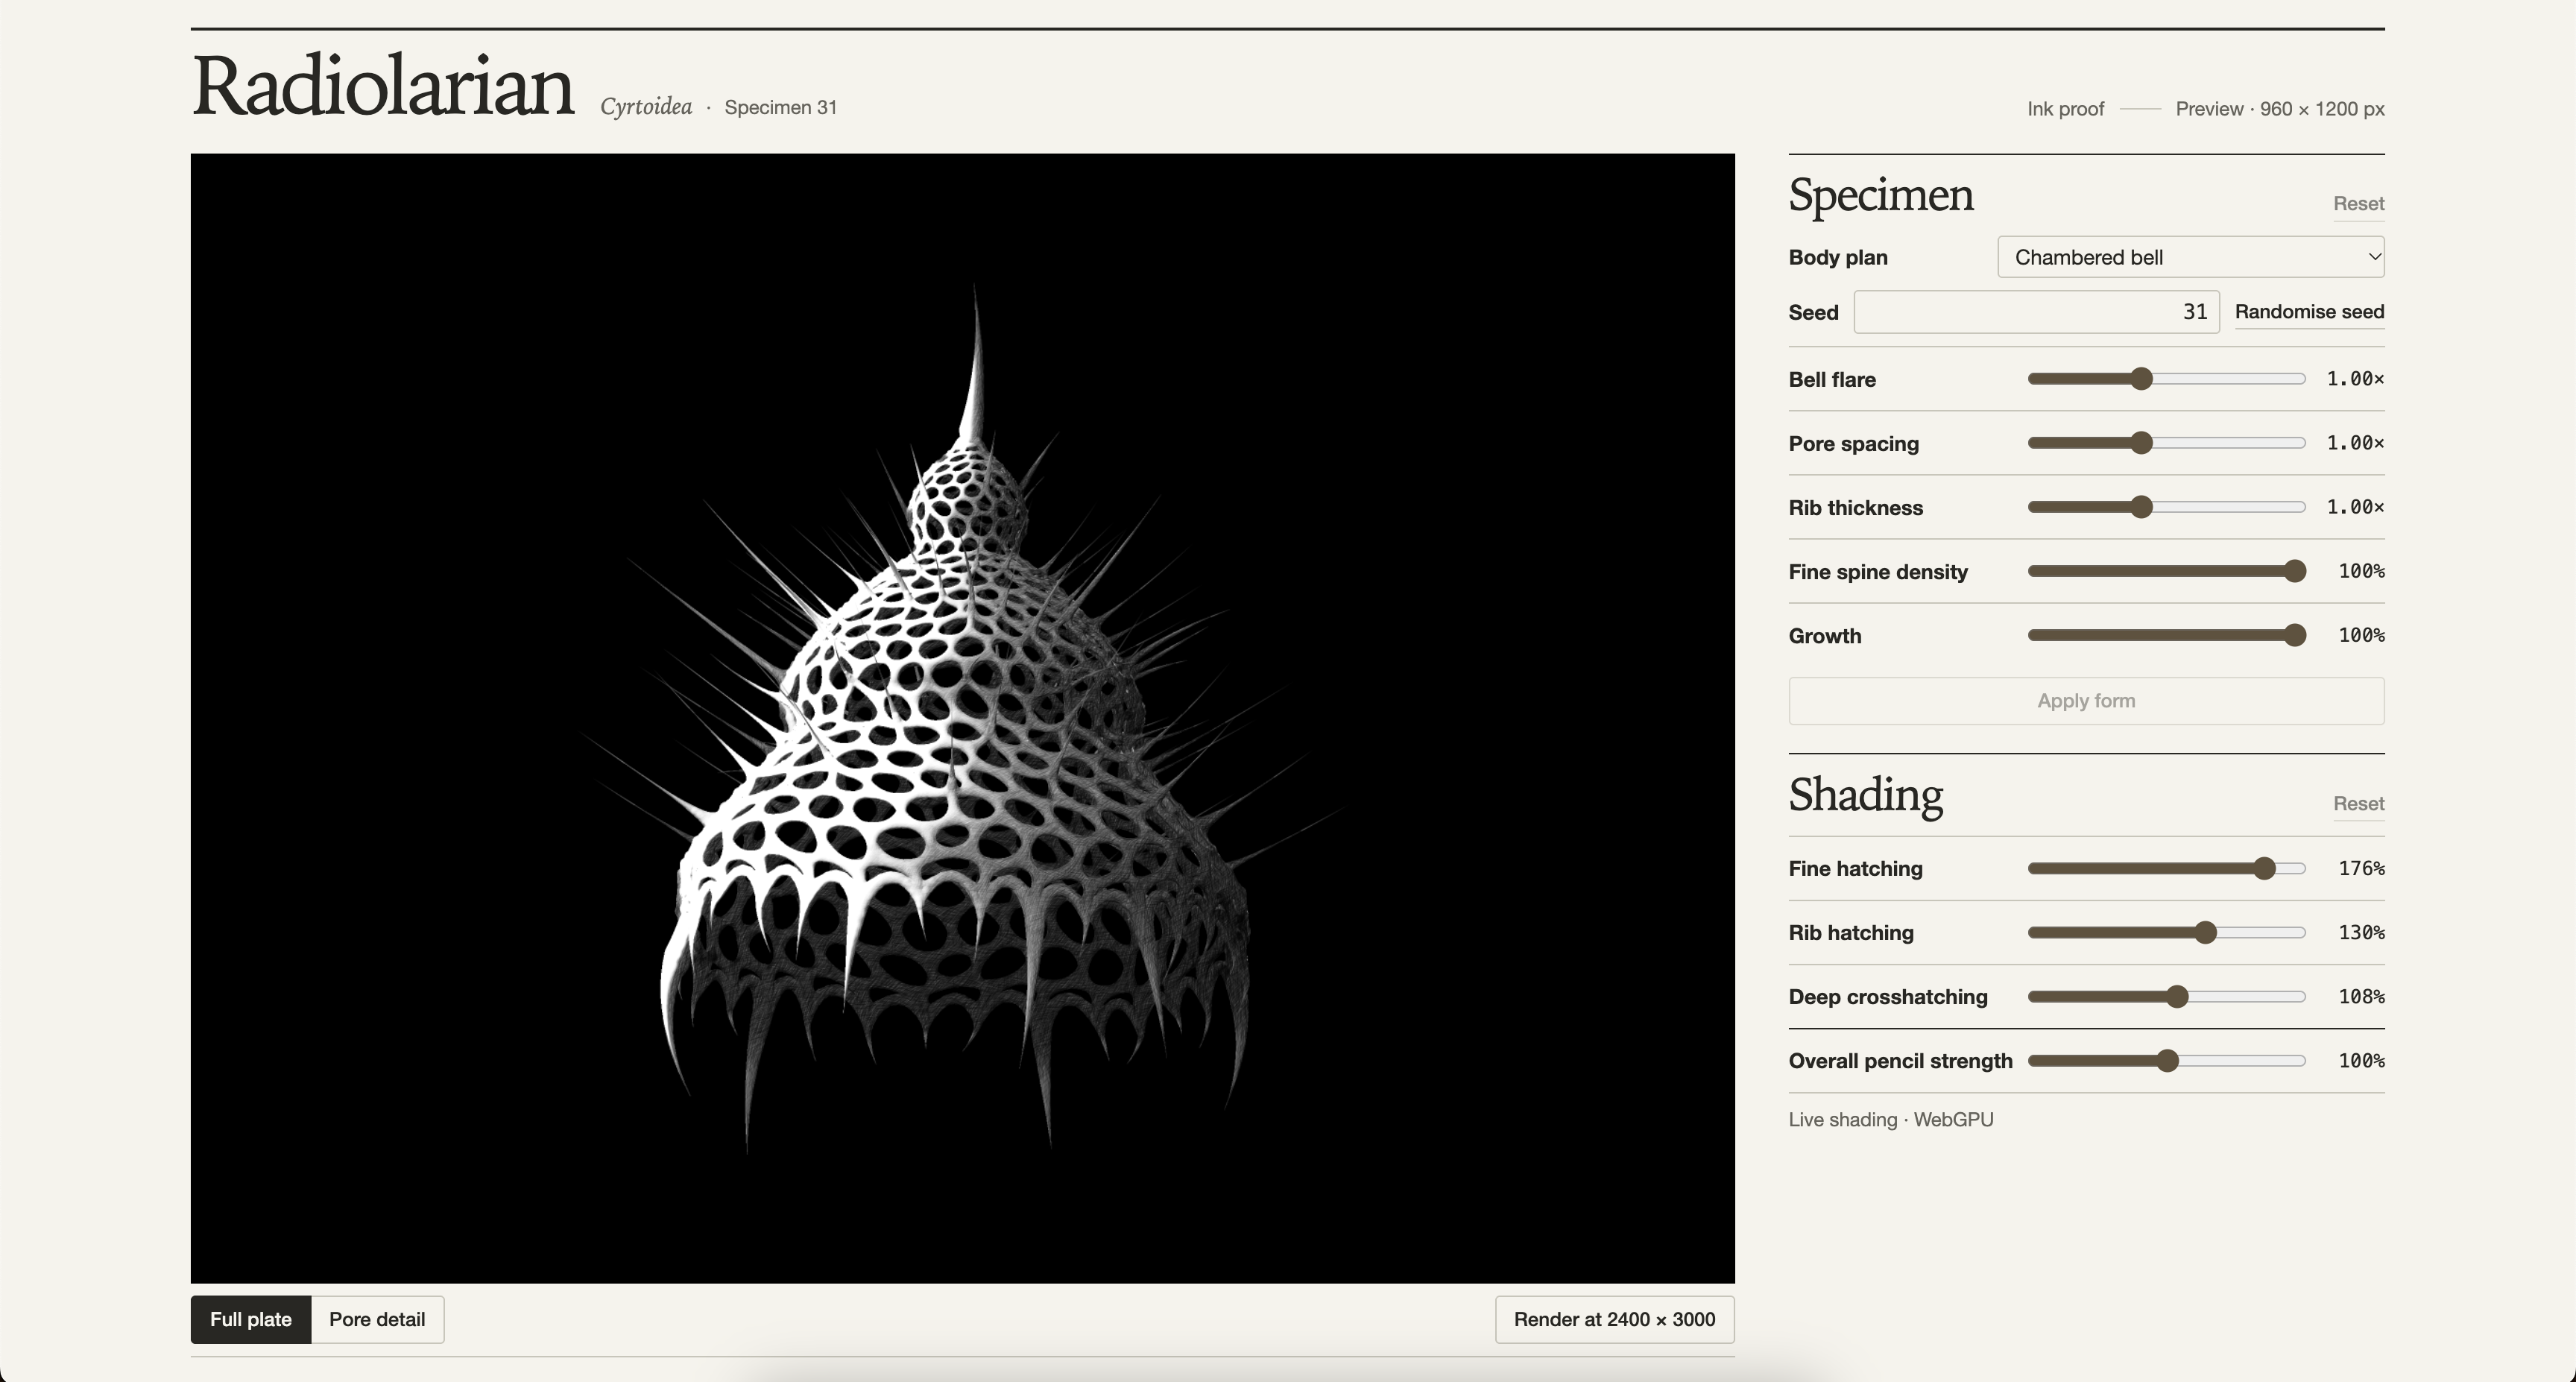 Radiolarian Cyrtoidea · Specimen 31
Ink proof — Preview · 960 × 1200 px
Specimen
Reset
Body plan Chambered bell
Seed 31 Randomise seed
Bell flare 1.00×
Pore spacing 1.00×
Rib thickness 1.00×
Fine spine density 100%
Growth 100%
Apply form
Shading
Reset
Fine hatching 176%
Rib hatching 130%
Deep crosshatching 108%
Overall pencil strength 100%
Live shading · WebGPU
Full plate Pore detail
Render at 2400 × 3000